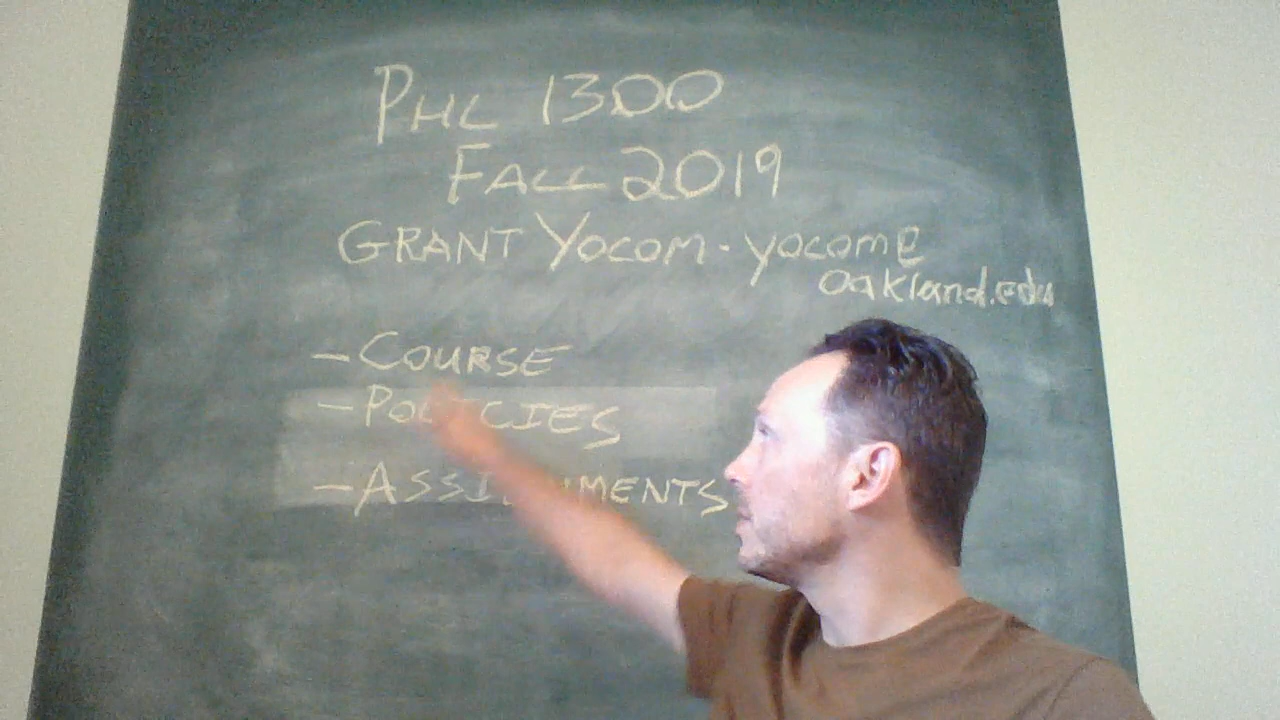 PHL 1300
FALL 2019
GRANT YOCOM - yocom@
oakland.edu
- COURSE
- POLICIES
- ASSIGNMENTS